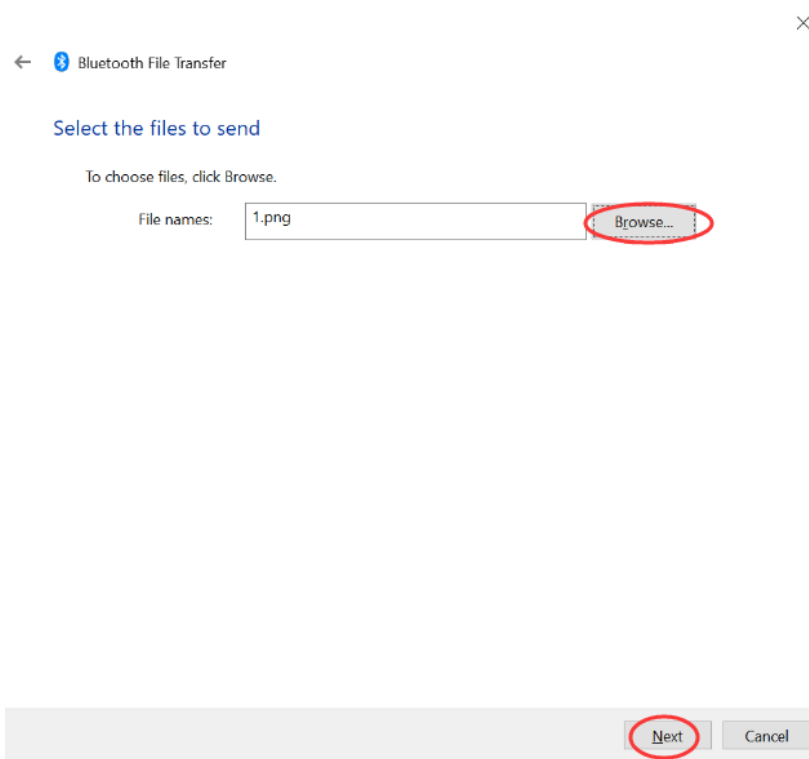 Bluetooth File Transfer
Select the files to send
To choose files, click Browse.
File names: 1.png Browse...
Next Cancel